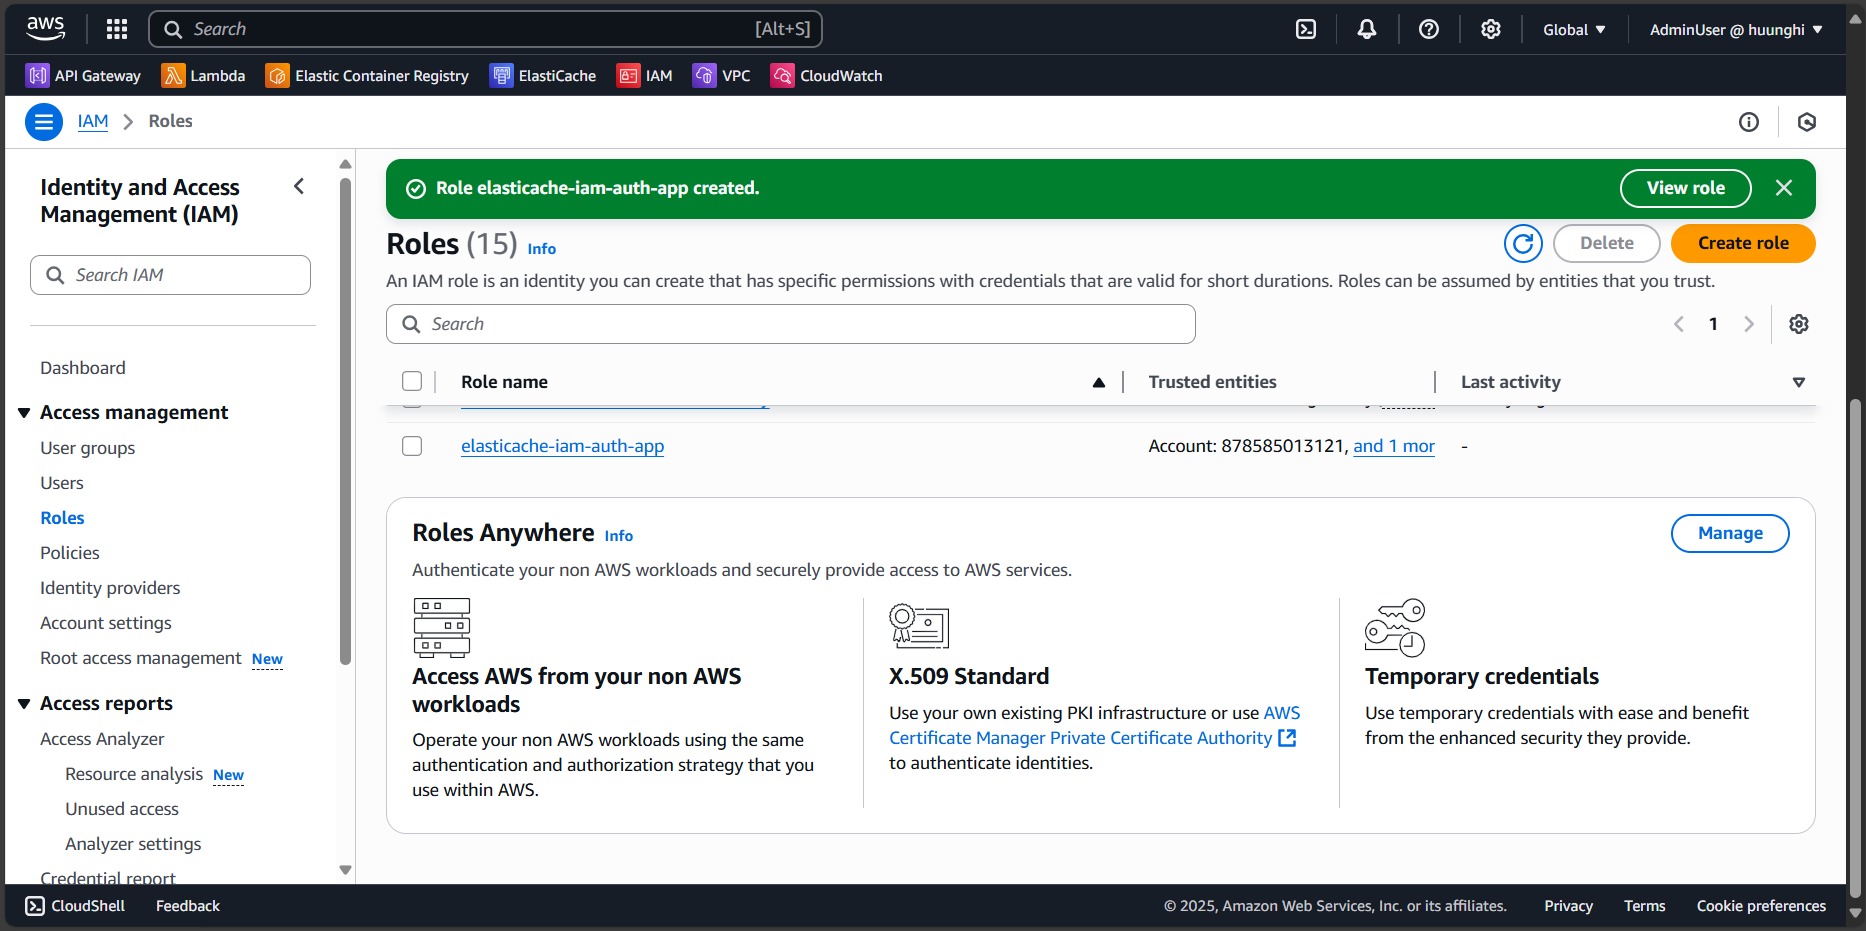 aws
Search [Alt+S]
Global
AdminUser @ huunghi
API Gateway
Lambda
Elastic Container Registry
ElastiCache
IAM
VPC
CloudWatch
IAM > Roles
Identity and Access Management (IAM)
Search IAM
Dashboard
Access management
User groups
Users
Roles
Policies
Identity providers
Account settings
Root access management New
Access reports
Access Analyzer
Resource analysis New
Unused access
Analyzer settings
Credential report
Role elasticache-iam-auth-app created.
View role
Roles (15) Info
Delete
Create role
An IAM role is an identity you can create that has specific permissions with credentials that are valid for short durations. Roles can be assumed by entities that you trust.
Search
1
Role name
Trusted entities
Last activity
elasticache-iam-auth-app
Account: 878585013121, and 1 mor
-
Roles Anywhere Info
Manage
Authenticate your non AWS workloads and securely provide access to AWS services.
Access AWS from your non AWS
workloads
Operate your non AWS workloads using the same
authentication and authorization strategy that you
use within AWS.
X.509 Standard
Use your own existing PKI infrastructure or use AWS
Certificate Manager Private Certificate Authority
to authenticate identities.
Temporary credentials
Use temporary credentials with ease and benefit
from the enhanced security they provide.
CloudShell
Feedback
© 2025, Amazon Web Services, Inc. or its affiliates.
Privacy
Terms
Cookie preferences